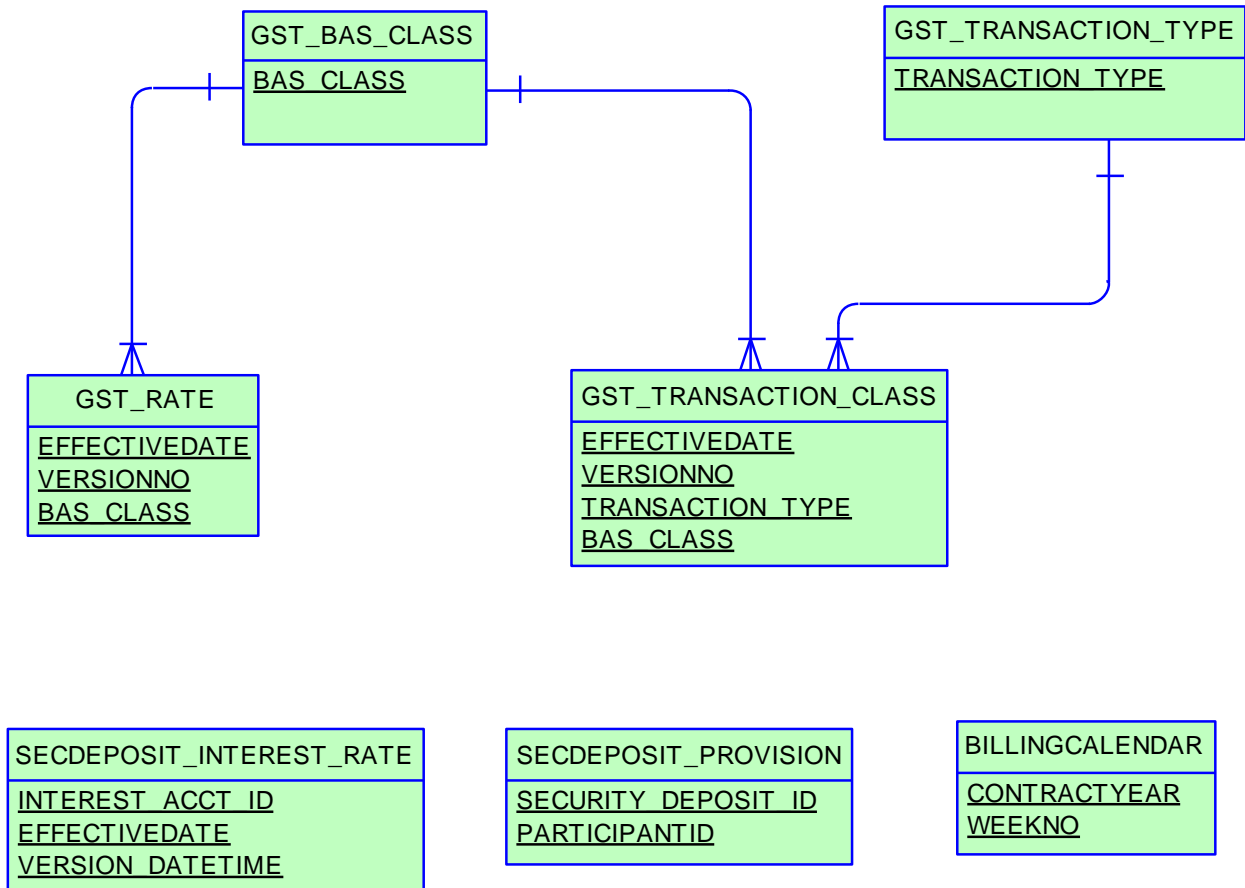 GST_BAS_CLASS
BAS_CLASS
GST_TRANSACTION_TYPE
TRANSACTION_TYPE
GST_RATE
EFFECTIVEDATE
VERSIONNO
BAS_CLASS
GST_TRANSACTION_CLASS
EFFECTIVEDATE
VERSIONNO
TRANSACTION_TYPE
BAS_CLASS
SECDEPOSIT_INTEREST_RATE
INTEREST_ACCT_ID
EFFECTIVEDATE
VERSION_DATETIME
SECDEPOSIT_PROVISION
SECURITY_DEPOSIT_ID
PARTICIPANTID
BILLINGCALENDAR
CONTRACTYEAR
WEEKNO